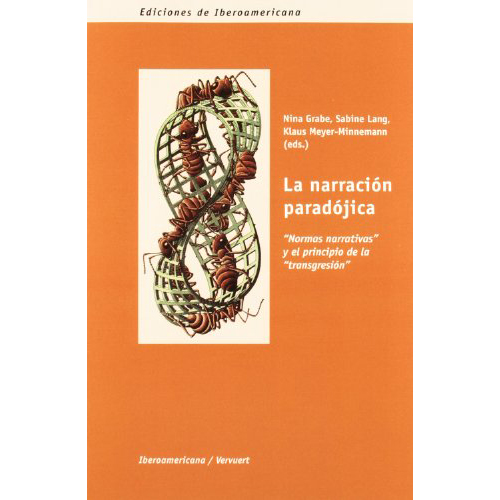 Ediciones de Iberoamericana
Nina Grabe, Sabine Lang,
Klaus Meyer-Minnemann
(eds.)
La narración
paradójica
“Normas narrativas”
y el principio de la
“transgresión”
Iberoamericana / Vervuert